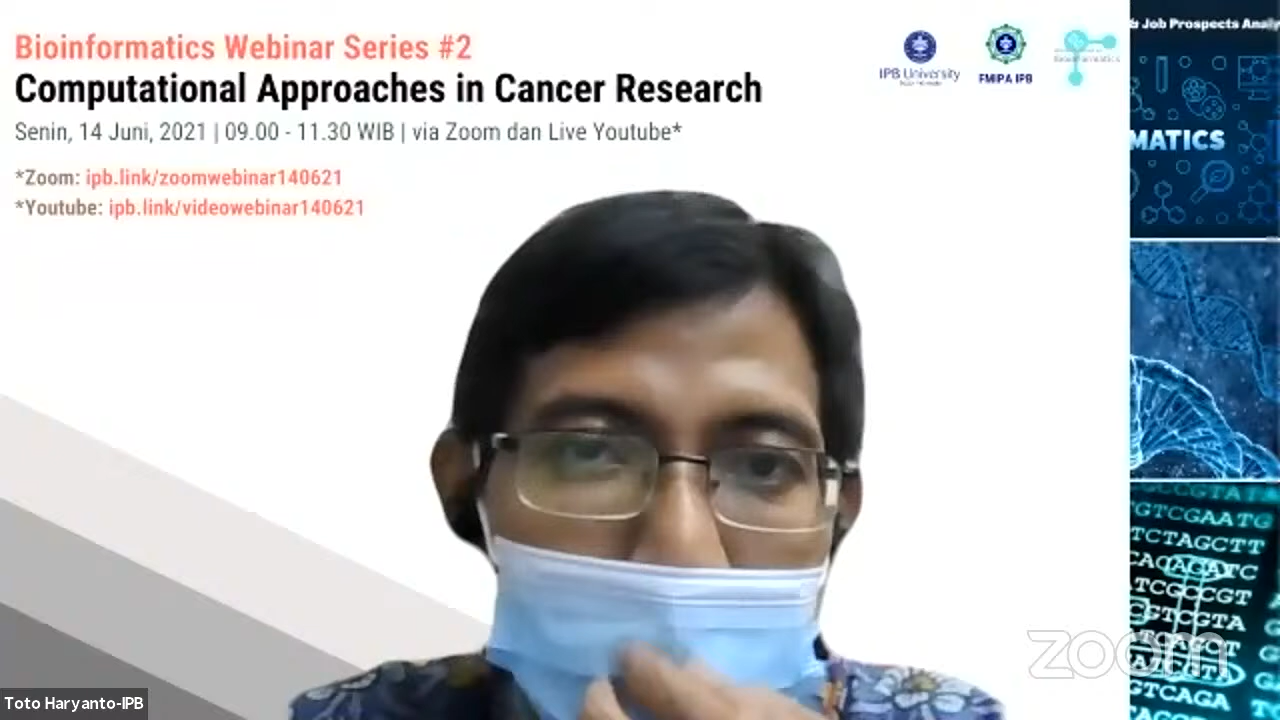 Bioinformatics Webinar Series #2
Computational Approaches in Cancer Research
Senin, 14 Juni, 2021 | 09.00 - 11.30 WIB | via Zoom dan Live Youtube*
*Zoom: ipb.link/zoomwebinar140621
*Youtube: ipb.link/videowebinar140621
IPB University
FMIPA IPB
& Job Prospects
MATICS
GTCGAATG
TCTAGCTT
TCGCCGT
CGTCGTA
GTCAGA
zoom
Toto Haryanto-IPB